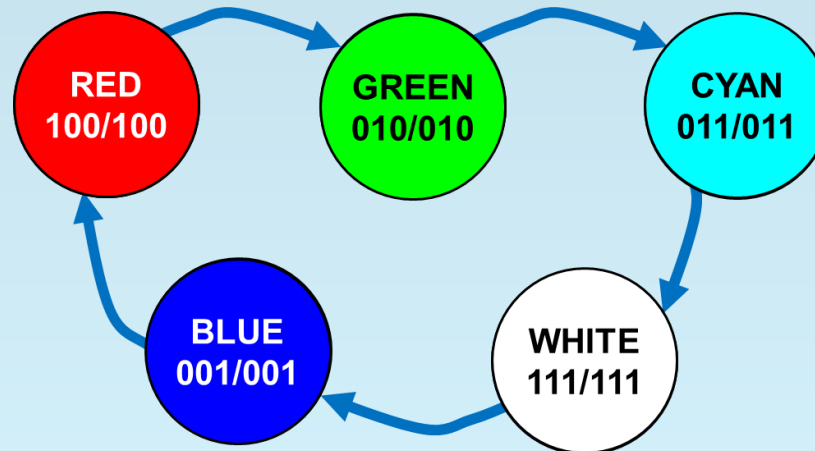 RED
100/100
GREEN
010/010
CYAN
011/011
BLUE
001/001
WHITE
111/111